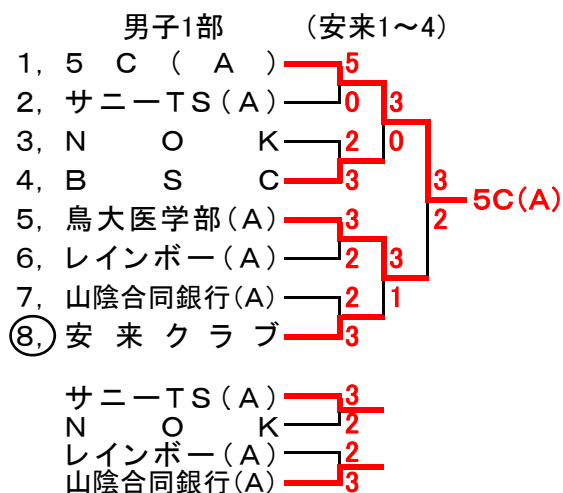 男子1部 (安来1～4)
1, 5 C ( A ) 5
2, サニーTS(A) 0 3
3, N O K 2 0
4, B S C 3 3 5C(A)
5, 鳥大医学部(A) 3 2
6, レインボー(A) 2 3
7, 山陰合同銀行(A) 2 1
8, 安来クラブ 3
サニーTS(A) 3
N O K 2
レインボー(A) 2
山陰合同銀行(A) 3